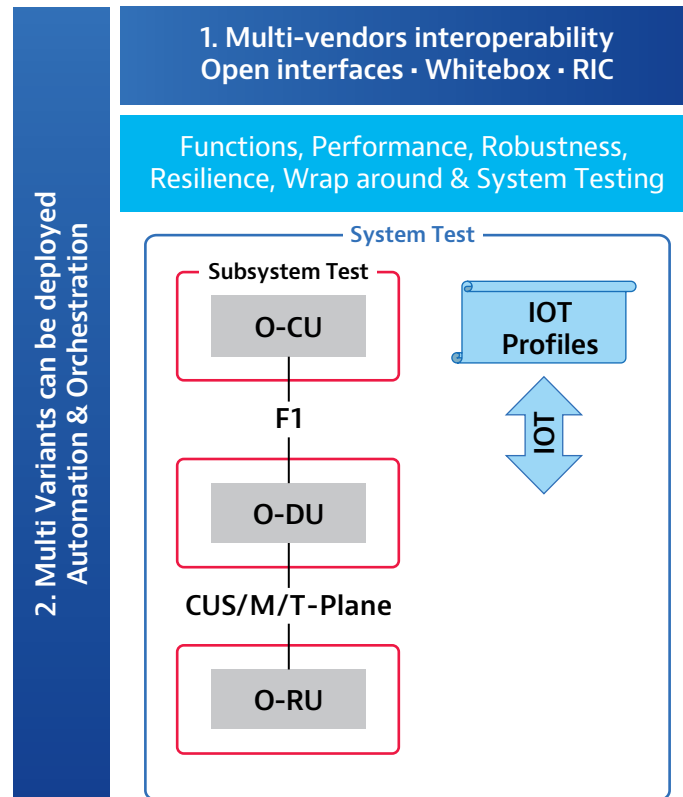 1. Multi-vendors interoperability
Open interfaces · Whitebox · RIC
Functions, Performance, Robustness,
Resilience, Wrap around & System Testing
2. Multi Variants can be deployed
Automation & Orchestration
System Test
Subsystem Test
O-CU
IOT
Profiles
F1
IOT
O-DU
CUS/M/T-Plane
O-RU